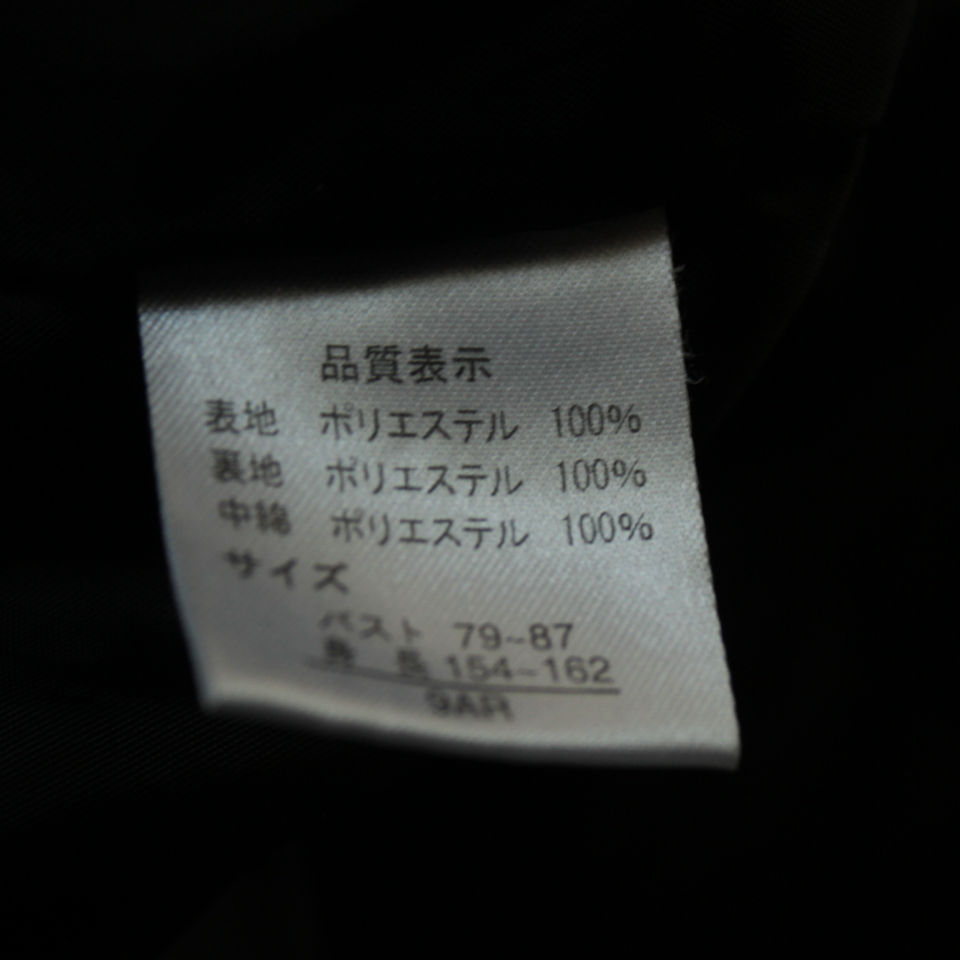 品質表示
表地 ポリエステル 100%
裏地 ポリエステル 100%
中綿 ポリエステル 100%
サイズ
バスト 79~87
身長 154~162
9AR